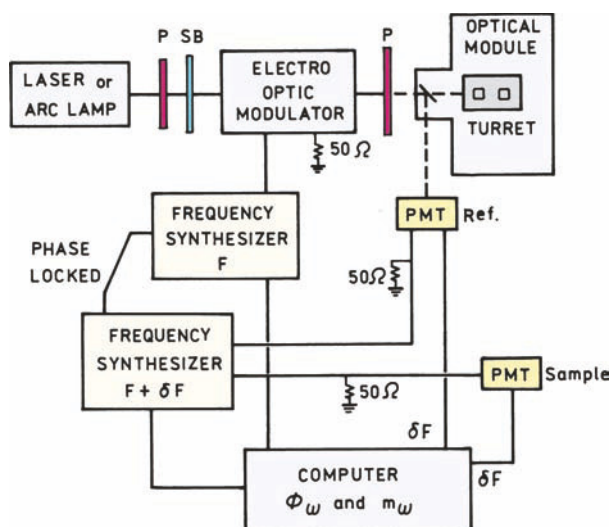 P SB
P
OPTICAL
MODULE
LASER or
ARC LAMP
ELECTRO
OPTIC
MODULATOR
TURRET
50 Ω
FREQUENCY
SYNTHESIZER
F
PMT Ref.
PHASE
LOCKED
50Ω
FREQUENCY
SYNTHESIZER
F + δF
PMT Sample
50Ω
δF
δF
COMPUTER
Φω and mω